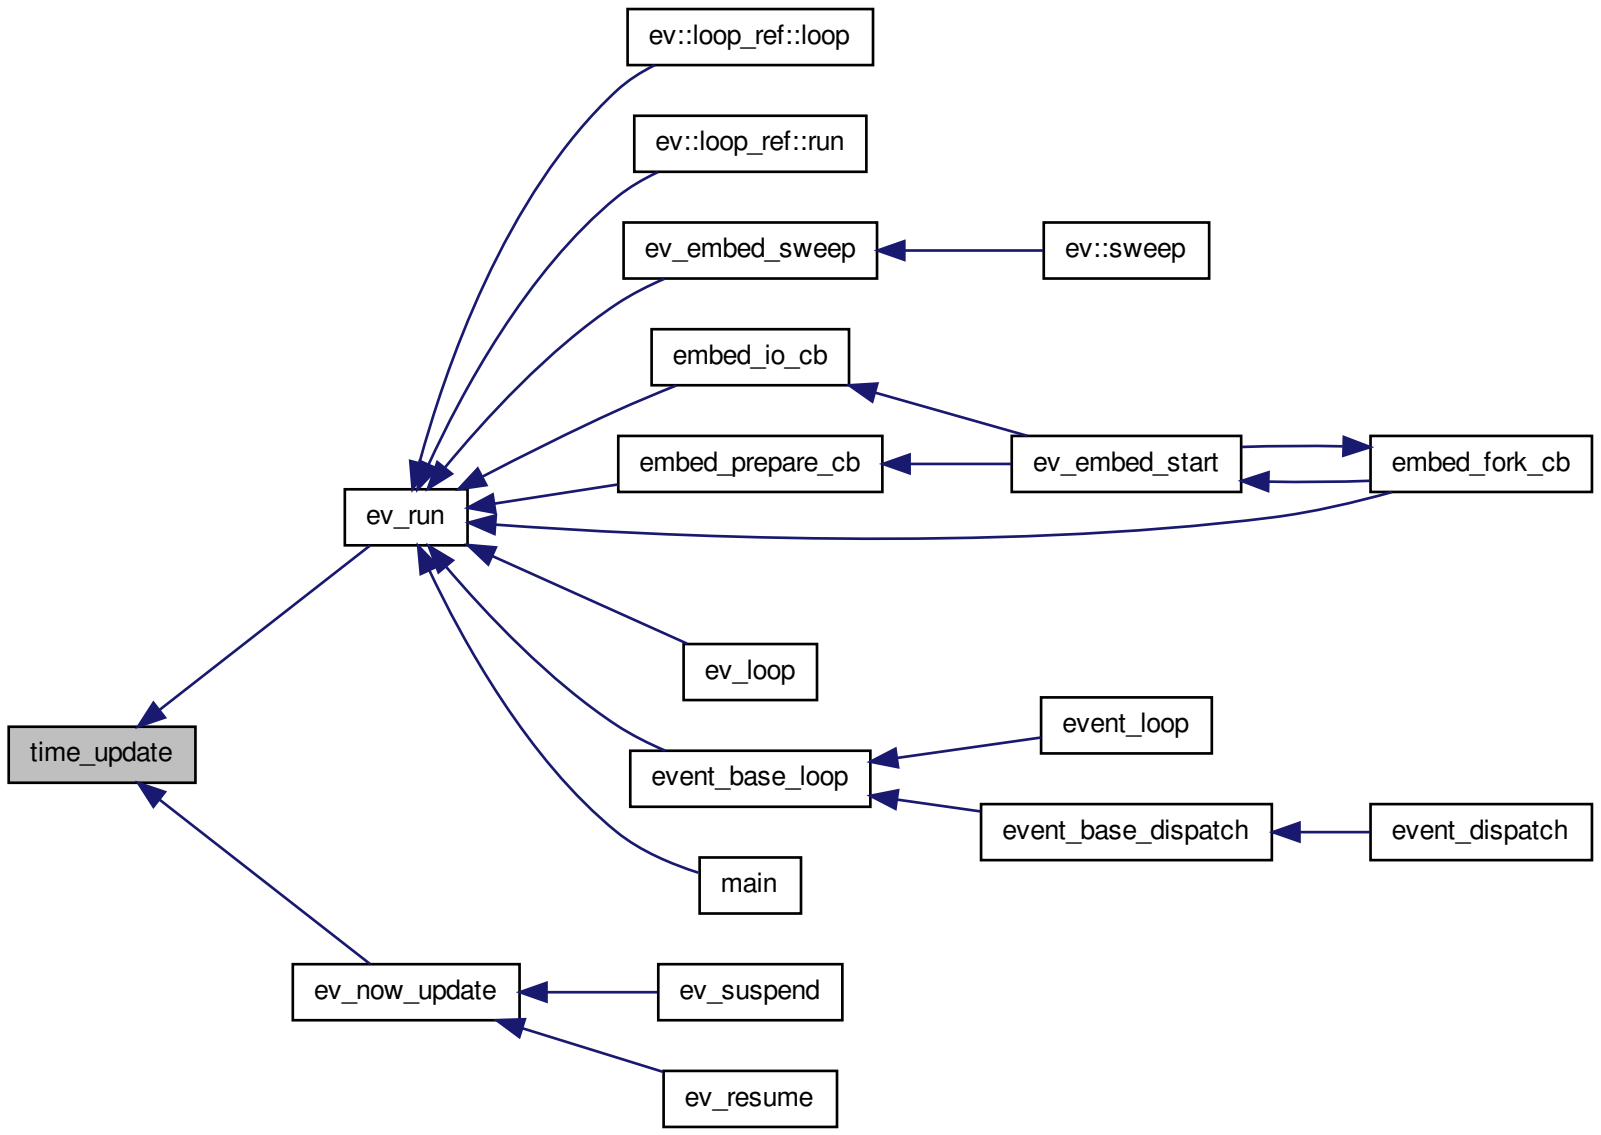 ev::loop_ref::loop
ev::loop_ref::run
ev_embed_sweep
ev::sweep
embed_io_cb
embed_prepare_cb
ev_embed_start
embed_fork_cb
ev_run
ev_loop
event_loop
time_update
event_base_loop
event_base_dispatch
event_dispatch
main
ev_now_update
ev_suspend
ev_resume